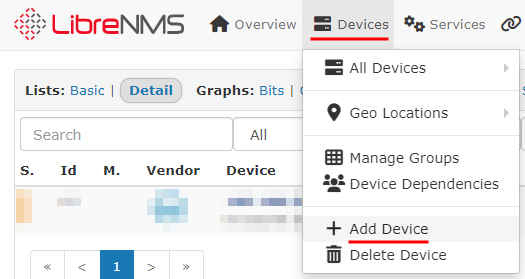 LibreNMS Overview Devices Services
Lists: Basic | Detail Graphs: Bits |
All Devices
Geo Locations
Search All
Manage Groups
S. Id M. Vendor Device
Device Dependencies
Add Device
Delete Device
« < 1 > »